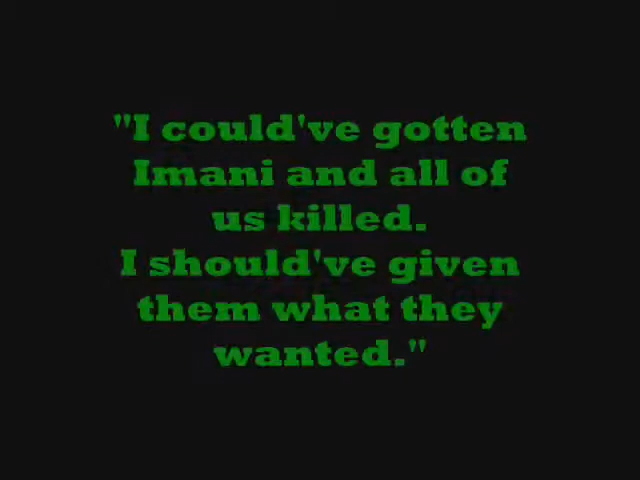 "I could've gotten
Imani and all of
us killed.
I should've given
them what they
wanted."